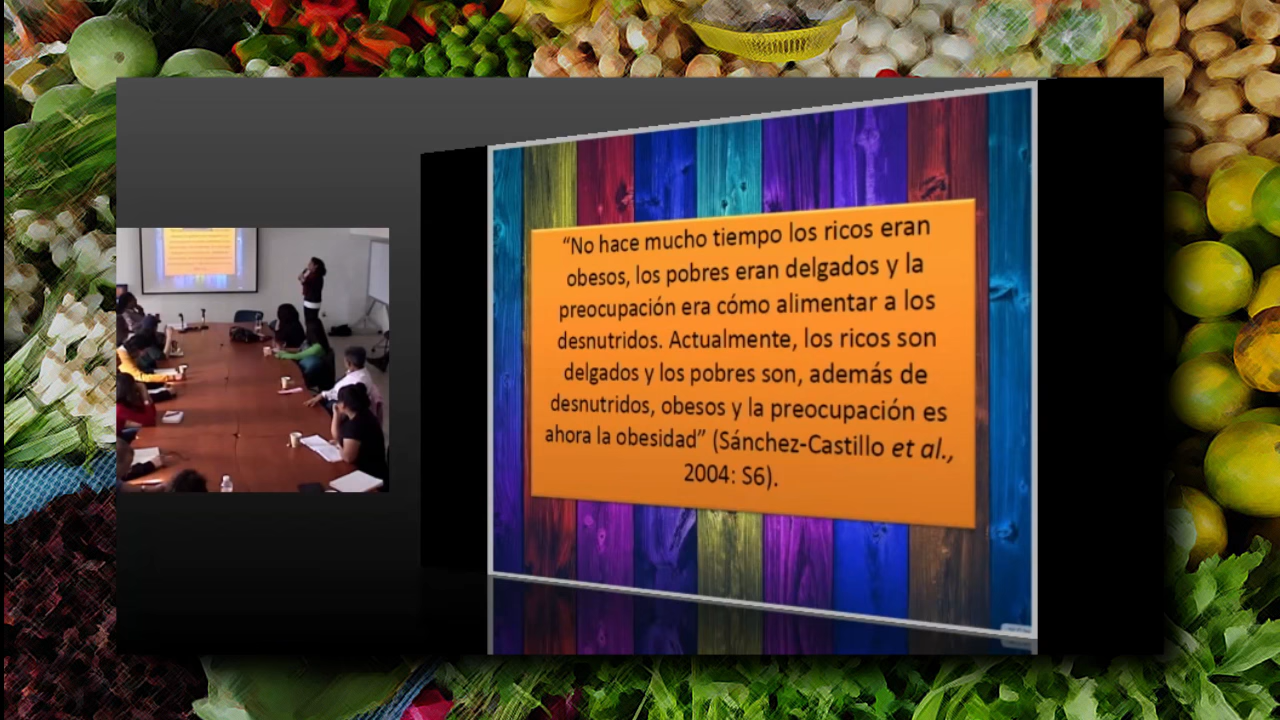 “No hace mucho tiempo los ricos eran
obesos, los pobres eran delgados y la
preocupación era cómo alimentar a los
desnutridos. Actualmente, los ricos son
delgados y los pobres son, además de
desnutridos, obesos y la preocupación es
ahora la obesidad” (Sánchez-Castillo et al.,
2004: S6).